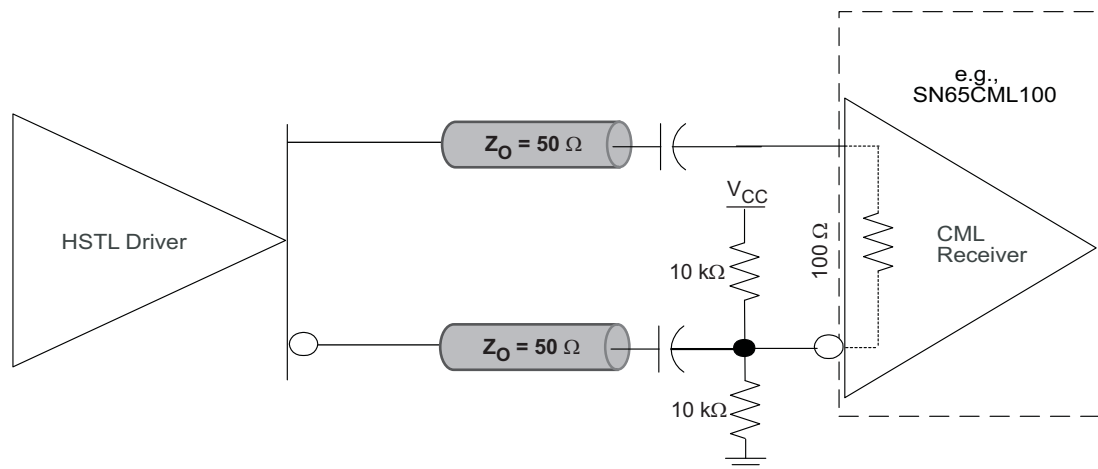 e.g.,
SN65CML100
Z_O = 50 Ω
V_CC
HSTL Driver
10 kΩ
100 Ω
CML
Receiver
Z_O = 50 Ω
10 kΩ